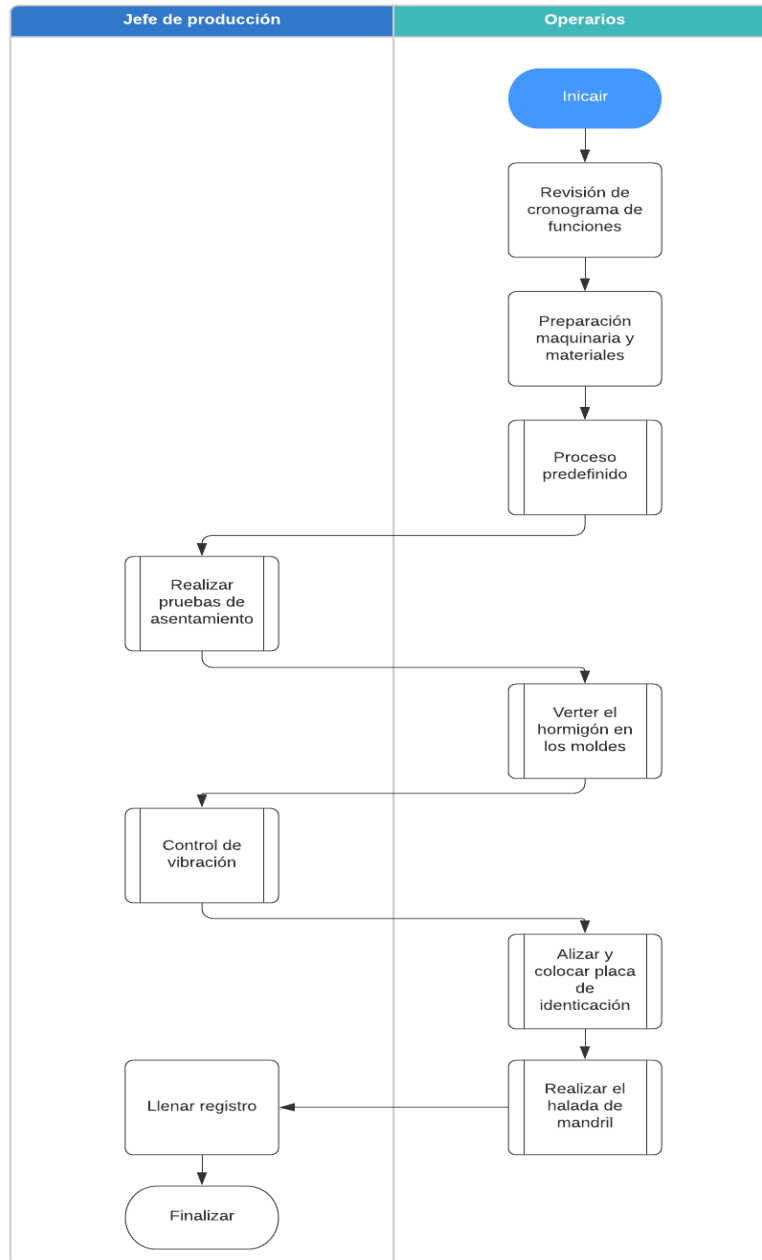 Jefe de producción
Operarios
Inicair
Revisión de
cronograma de
funciones
Preparación
maquinaria y
materiales
Proceso
predefinido
Realizar
pruebas de
asentamiento
Verter el
hormigón en
los moldes
Control de
vibración
Alizar y
colocar placa
de
identicación
Realizar el
halada de
mandril
Llenar registro
Finalizar